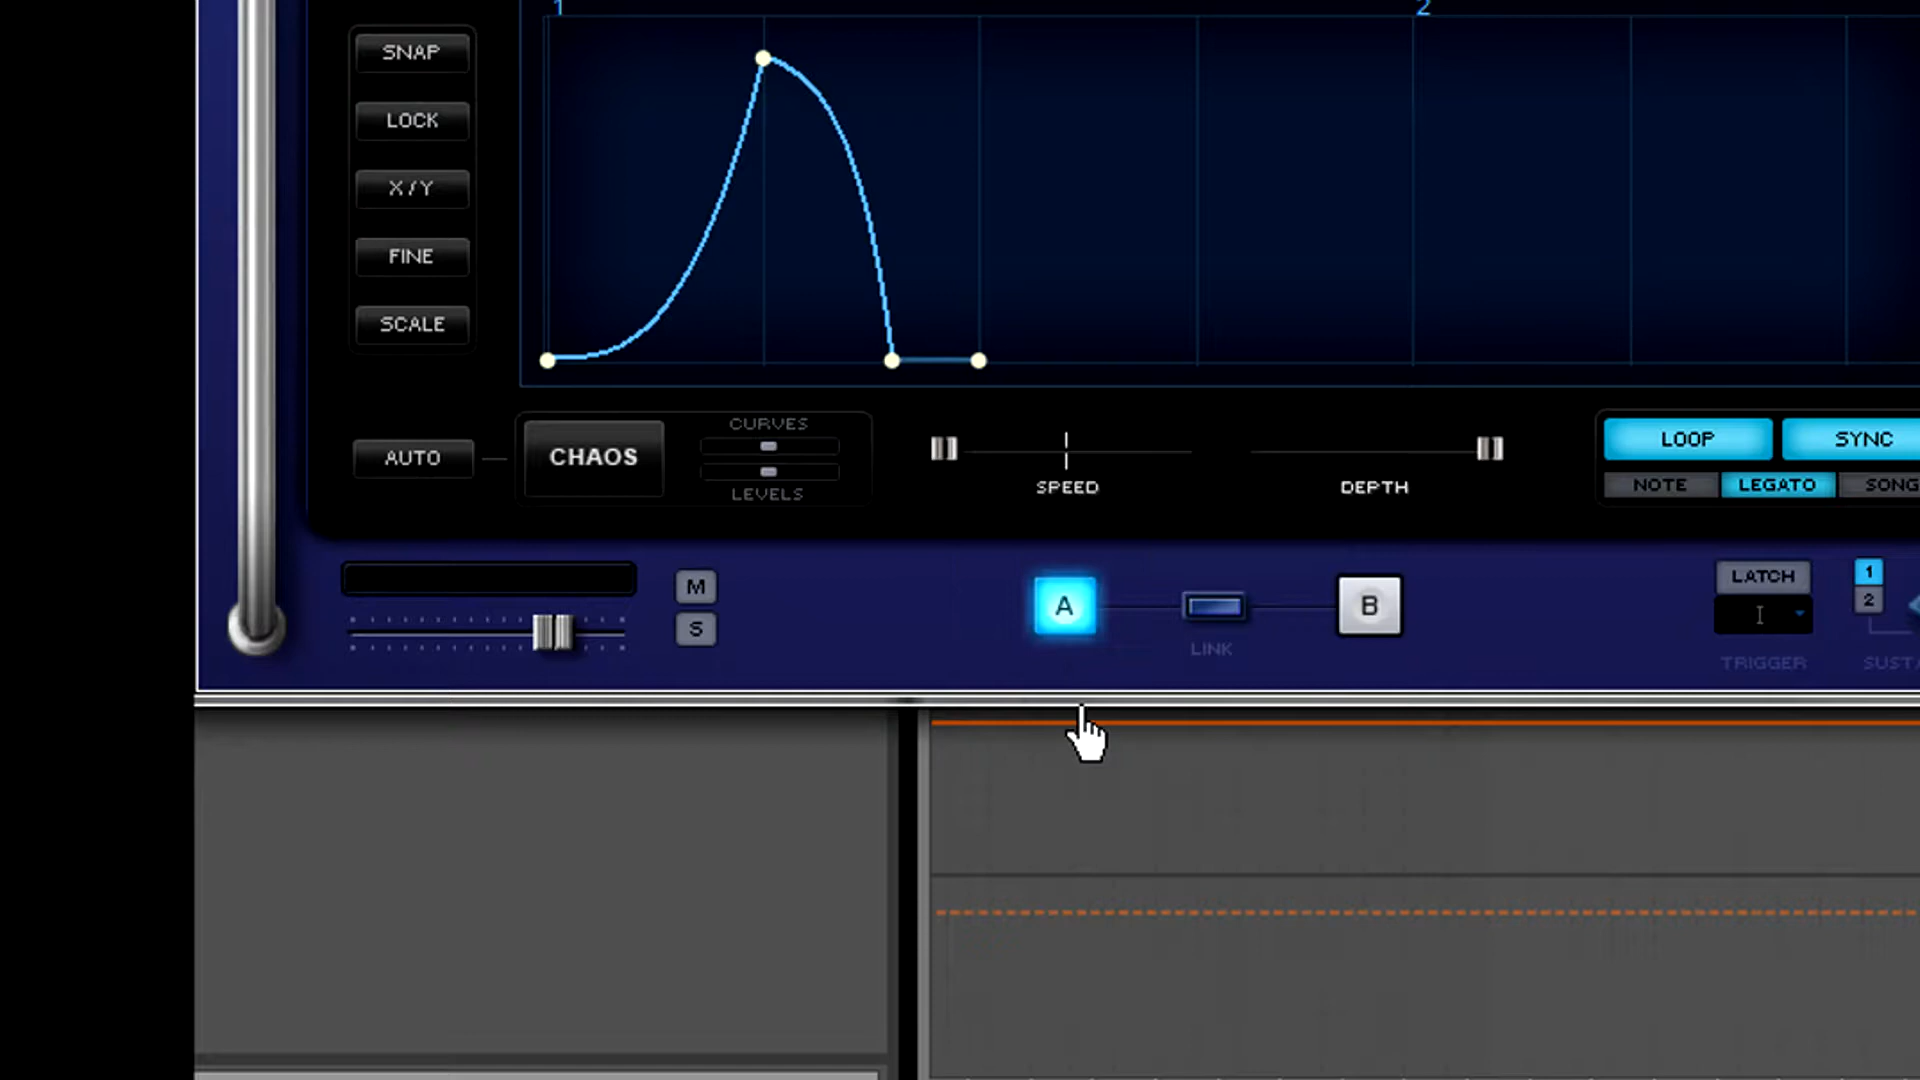 1
2
SNAP
LOCK
X/Y
FINE
SCALE
AUTO
CHAOS
CURVES
LEVELS
SPEED
DEPTH
LOOP
SYNC
NOTE
LEGATO
SONG
M
S
A
LINK
B
LATCH
TRIGGER
1
2